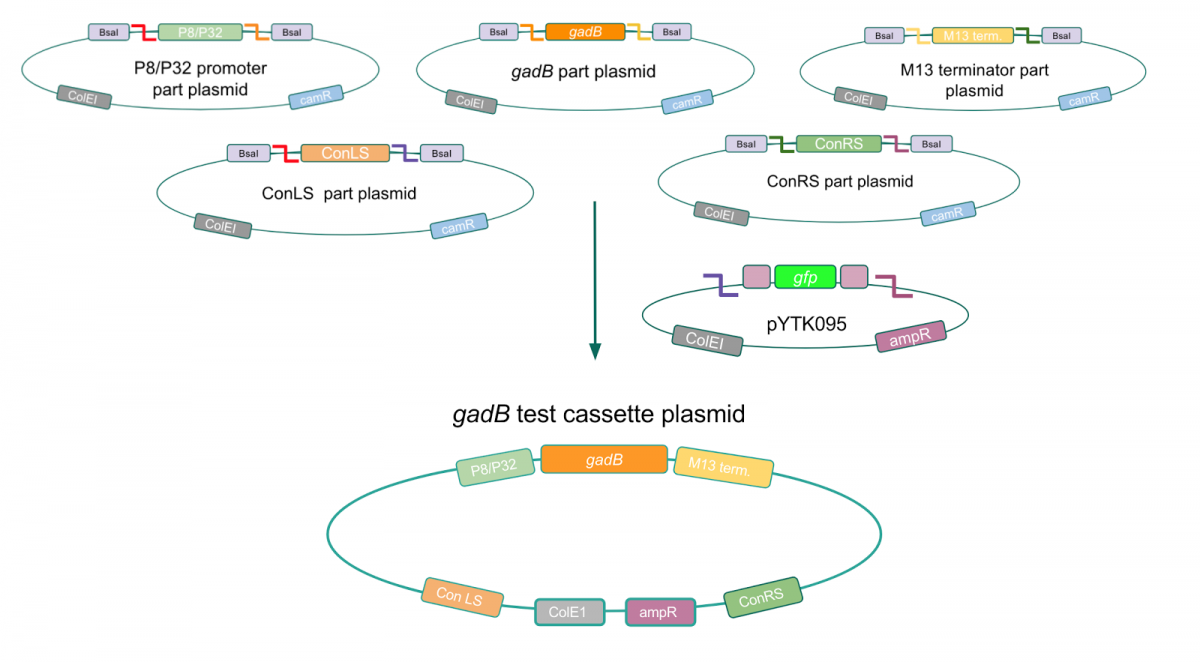 BsaI P8/P32 BsaI
P8/P32 promoter
part plasmid
ColEI camR
BsaI gadB BsaI
gadB part plasmid
ColEI camR
BsaI M13 term. BsaI
M13 terminator part
plasmid
ColEI camR
BsaI ConLS BsaI
ConLS part plasmid
ColEI camR
BsaI ConRS BsaI
ConRS part plasmid
ColEI camR
gfp
pYTK095
ColEI ampR
gadB test cassette plasmid
P8/P32 gadB M13 term.
Con LS ColE1 ampR ConRS